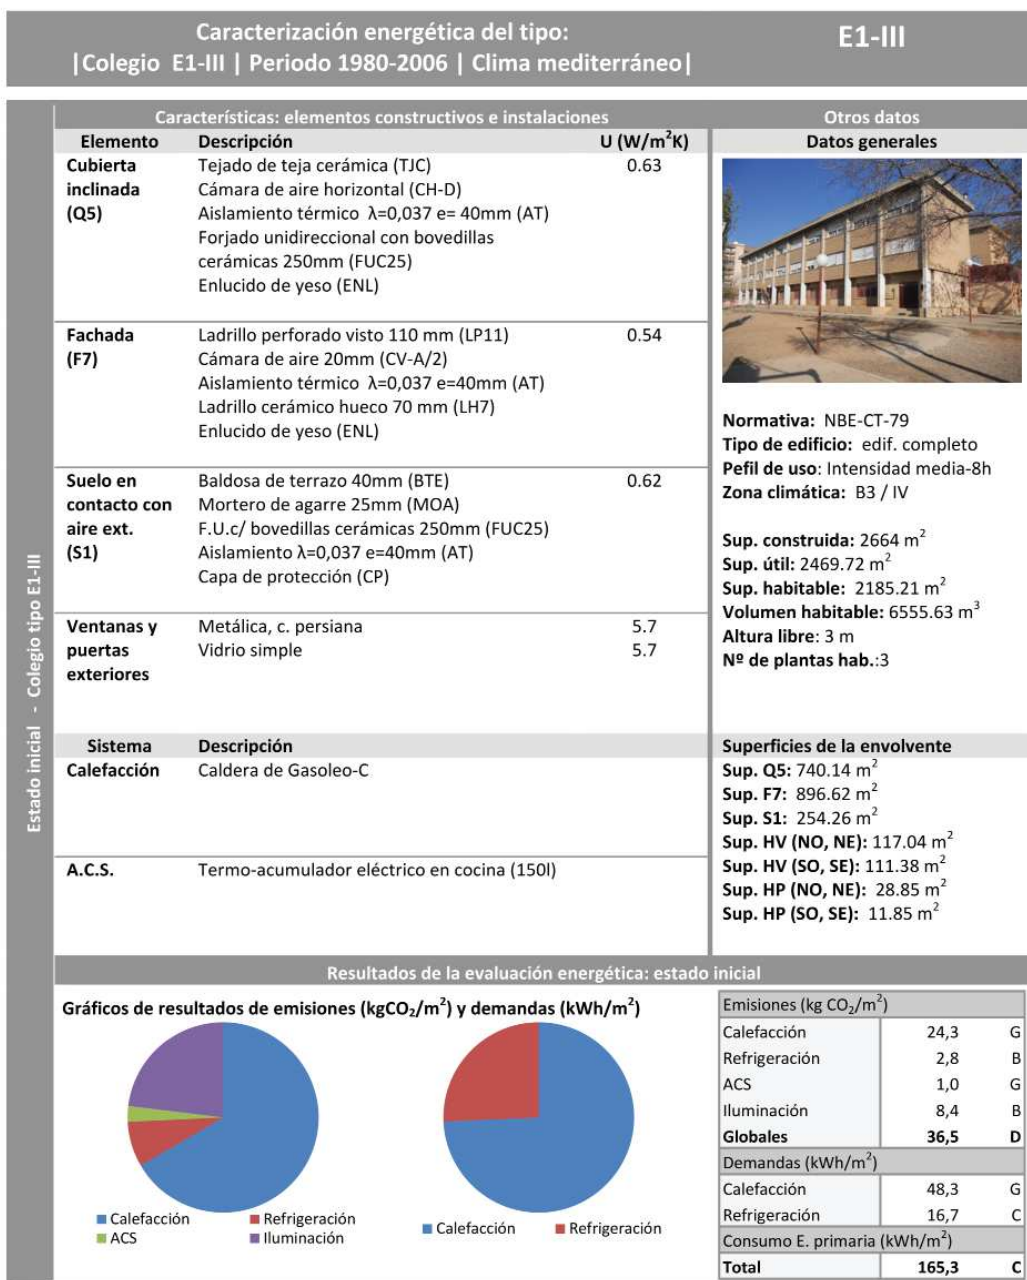 Caracterización energética del tipo:
|Colegio E1-III | Periodo 1980-2006 | Clima mediterráneo|
E1-III
Estado inicial - Colegio tipo E1-III
Características: elementos constructivos e instalaciones
Elemento Descripción U (W/m²K)
Cubierta inclinada (Q5)
Tejado de teja cerámica (TJC) 0.63
Cámara de aire horizontal (CH-D)
Aislamiento térmico λ=0,037 e= 40mm (AT)
Forjado unidireccional con bovedillas
cerámicas 250mm (FUC25)
Enlucido de yeso (ENL)
Fachada (F7)
Ladrillo perforado visto 110 mm (LP11) 0.54
Cámara de aire 20mm (CV-A/2)
Aislamiento térmico λ=0,037 e=40mm (AT)
Ladrillo cerámico hueco 70 mm (LH7)
Enlucido de yeso (ENL)
Suelo en contacto con aire ext. (S1)
Baldosa de terrazo 40mm (BTE) 0.62
Mortero de agarre 25mm (MOA)
F.U.c/ bovedillas cerámicas 250mm (FUC25)
Aislamiento λ=0,037 e=40mm (AT)
Capa de protección (CP)
Ventanas y puertas exteriores
Metálica, c. persiana 5.7
Vidrio simple 5.7
Sistema Descripción
Calefacción Caldera de Gasoleo-C
A.C.S. Termo-acumulador eléctrico en cocina (150l)
Otros datos
Datos generales
Normativa: NBE-CT-79
Tipo de edificio: edif. completo
Pefil de uso: Intensidad media-8h
Zona climática: B3 / IV
Sup. construida: 2664 m²
Sup. útil: 2469.72 m²
Sup. habitable: 2185.21 m²
Volumen habitable: 6555.63 m³
Altura libre: 3 m
Nº de plantas hab.:3
Superficies de la envolvente
Sup. Q5: 740.14 m²
Sup. F7: 896.62 m²
Sup. S1: 254.26 m²
Sup. HV (NO, NE): 117.04 m²
Sup. HV (SO, SE): 111.38 m²
Sup. HP (NO, NE): 28.85 m²
Sup. HP (SO, SE): 11.85 m²
Resultados de la evaluación energética: estado inicial
Gráficos de resultados de emisiones (kgCO₂/m²) y demandas (kWh/m²)
Calefacción Refrigeración
ACS Iluminación
Calefacción Refrigeración
Emisiones (kg CO₂/m²)
Calefacción 24,3 G
Refrigeración 2,8 B
ACS 1,0 G
Iluminación 8,4 B
Globales 36,5 D
Demandas (kWh/m²)
Calefacción 48,3 G
Refrigeración 16,7 C
Consumo E. primaria (kWh/m²)
Total 165,3 C